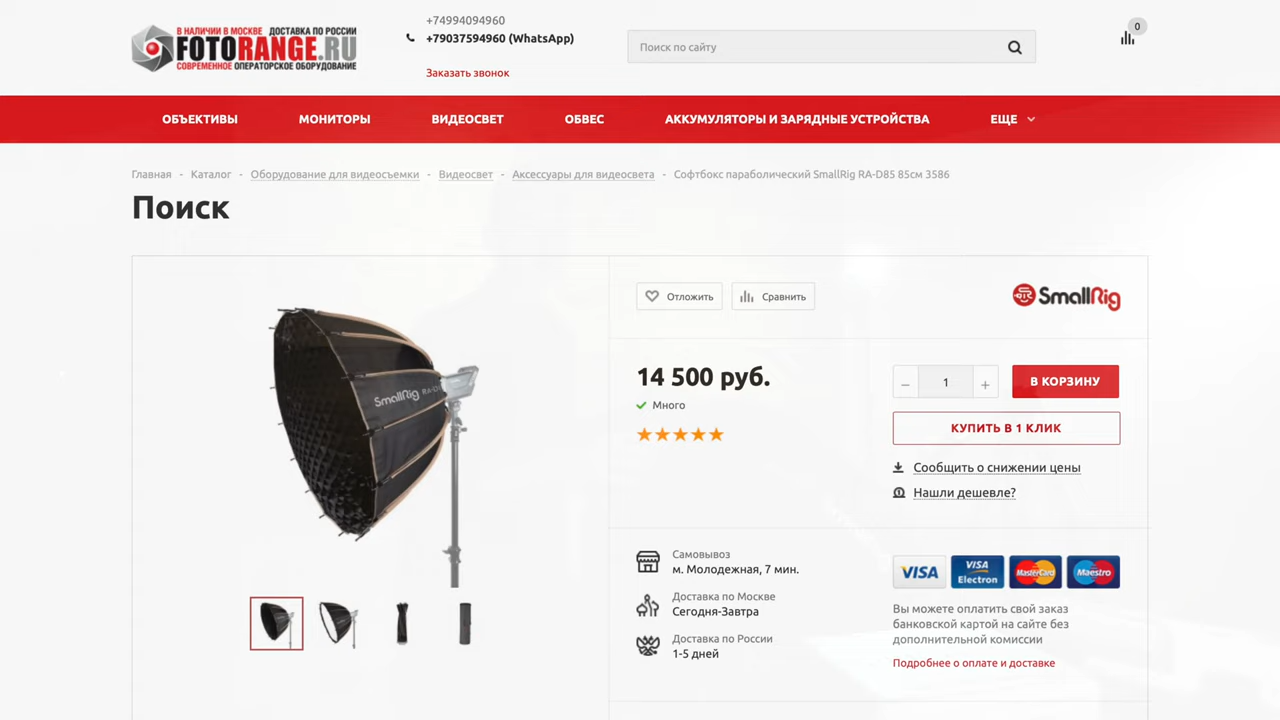 В НАЛИЧИИ В МОСКВЕ ДОСТАВКА ПО РОССИИ
FOTORANGE.RU
СОВРЕМЕННОЕ ОПЕРАТОРСКОЕ ОБОРУДОВАНИЕ
+74994094960
+79037594960 (WhatsApp)
Заказать звонок
Поиск по сайту
0
ОБЪЕКТИВЫ МОНИТОРЫ ВИДЕОСВЕТ ОБВЕС АККУМУЛЯТОРЫ И ЗАРЯДНЫЕ УСТРОЙСТВА ЕЩЕ
Главная - Каталог - Оборудование для видеосъемки - Видеосвет - Аксессуары для видеосвета - Софтбокс параболический SmallRig RA-D85 85см 3586
Поиск
SmallRig
Отложить Сравнить
SmallRig
14 500 руб.
Много
– 1 + В КОРЗИНУ
КУПИТЬ В 1 КЛИК
Сообщить о снижении цены
Нашли дешевле?
Самовывоз
м. Молодежная, 7 мин.
Доставка по Москве
Сегодня-Завтра
Доставка по России
1-5 дней
VISA VISA Electron MasterCard Maestro
Вы можете оплатить свой заказ
банковской картой на сайте без
дополнительной комиссии
Подробнее о оплате и доставке